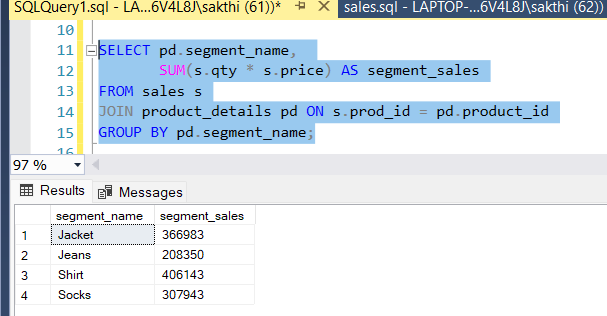 SQLQuery1.sql - LA...6V4L8J\sakthi (61))* sales.sql - LAPTOP-...6V4L8J\sakthi (62))
10
11 SELECT pd.segment_name,
12 SUM(s.qty * s.price) AS segment_sales
13 FROM sales s
14 JOIN product_details pd ON s.prod_id = pd.product_id
15 GROUP BY pd.segment_name;
16
97 %
Results Messages
segment_name segment_sales
1 Jacket 366983
2 Jeans 208350
3 Shirt 406143
4 Socks 307943